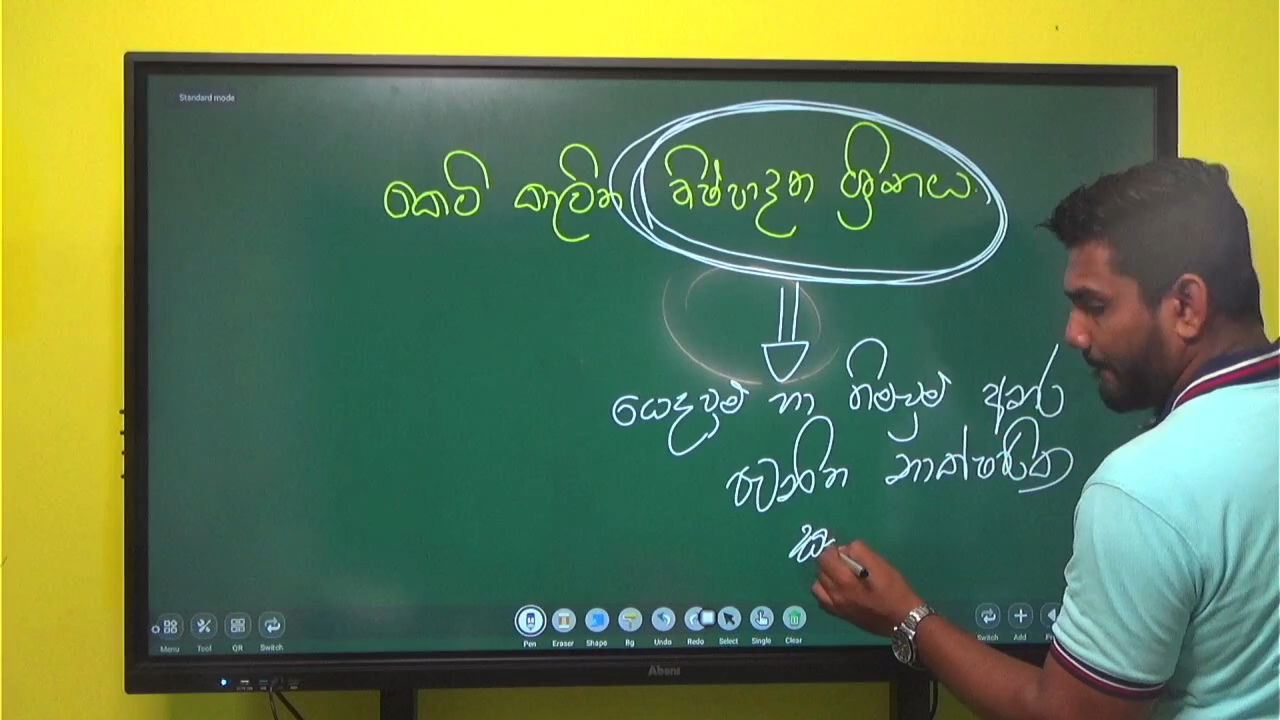 Standard mode
කෙටි කාලීන නිෂ්පාදන ශ්‍රිතය.
යෙදවුම් හා නිමැවුම් අතර
පවතින තාක්ෂණික
ස
Menu Tool QR Switch Pen Eraser Shape Bg Undo Redo Select Single Clear Switch Add
Abans